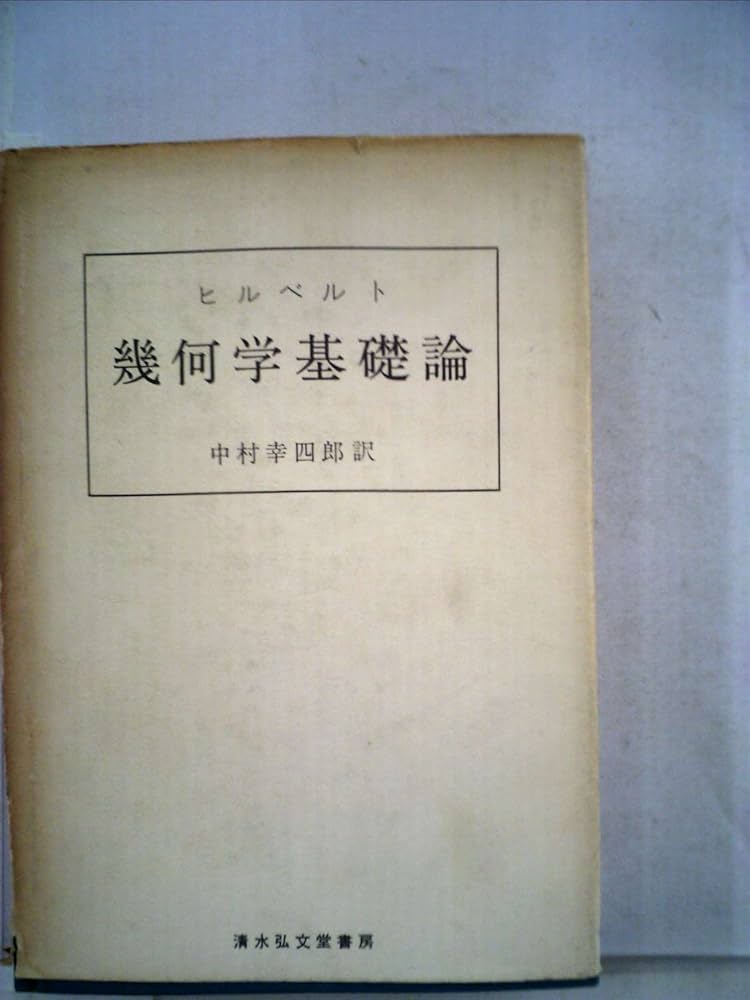 ヒルベルト
幾何学基礎論
中村幸四郎訳
清水弘文堂書房